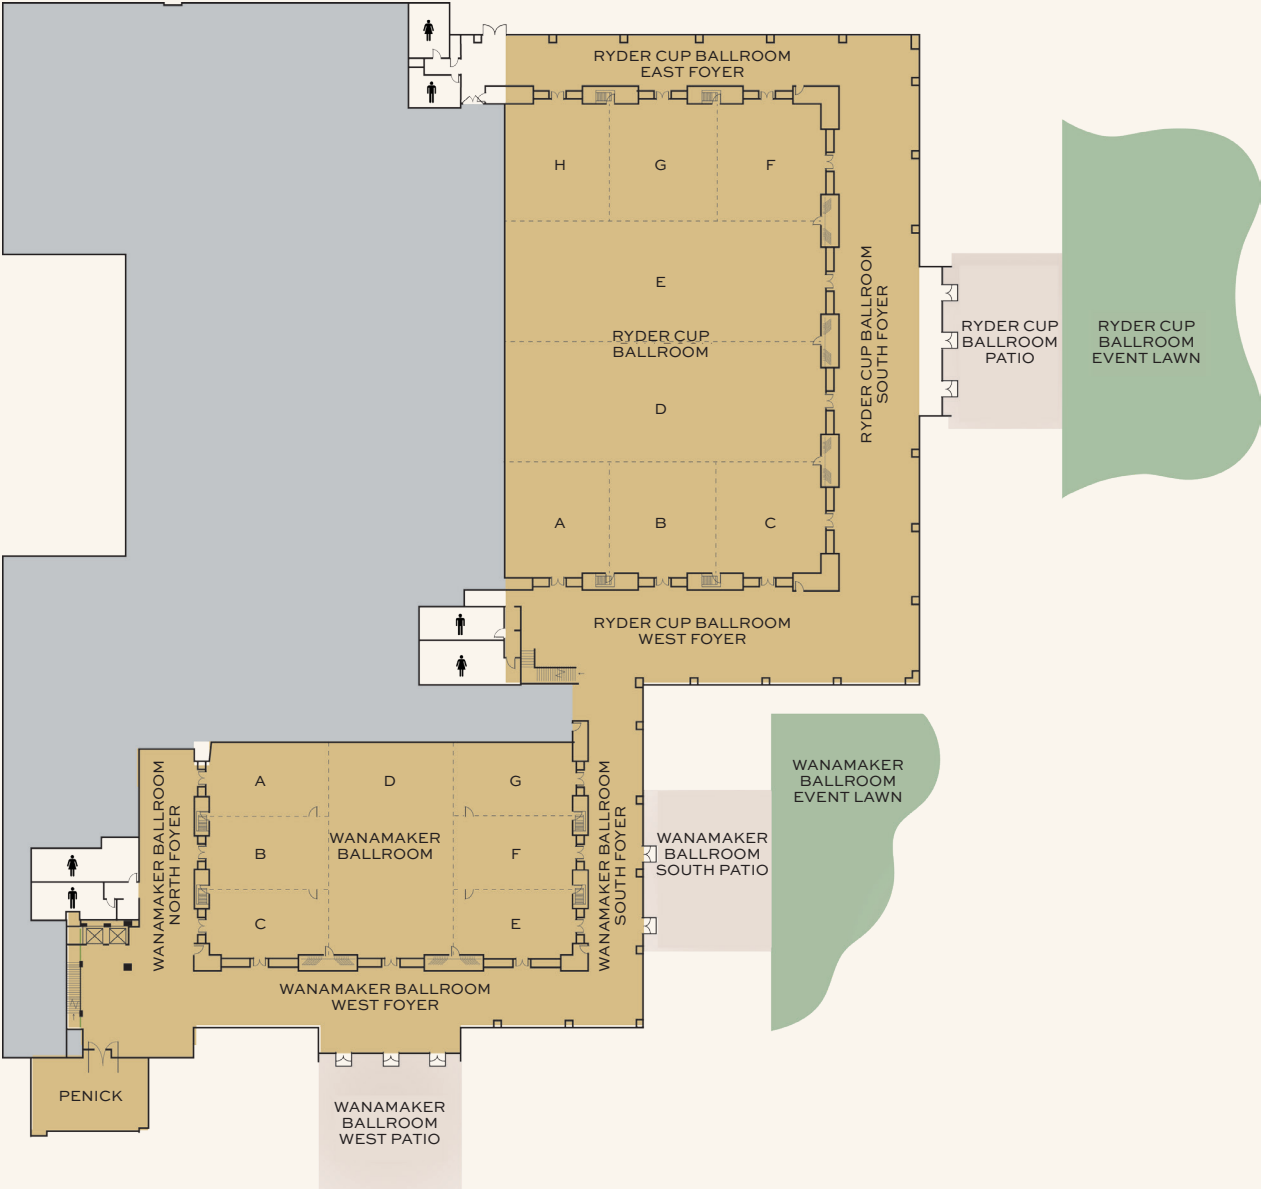 RYDER CUP BALLROOM
EAST FOYER
H
G
F
E
RYDER CUP
BALLROOM
D
A
B
C
RYDER CUP BALLROOM
SOUTH FOYER
RYDER CUP
BALLROOM
PATIO
RYDER CUP
BALLROOM
EVENT LAWN
RYDER CUP BALLROOM
WEST FOYER
WANAMAKER BALLROOM
NORTH FOYER
A
D
G
WANAMAKER
BALLROOM
B
F
C
E
WANAMAKER BALLROOM
SOUTH FOYER
WANAMAKER
BALLROOM
SOUTH PATIO
WANAMAKER
BALLROOM
EVENT LAWN
WANAMAKER BALLROOM
WEST FOYER
PENICK
WANAMAKER
BALLROOM
WEST PATIO